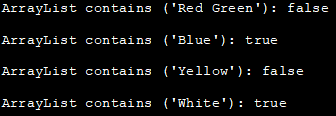 ArrayList contains ('Red Green'): false
ArrayList contains ('Blue'): true
ArrayList contains ('Yellow'): false
ArrayList contains ('White'): true